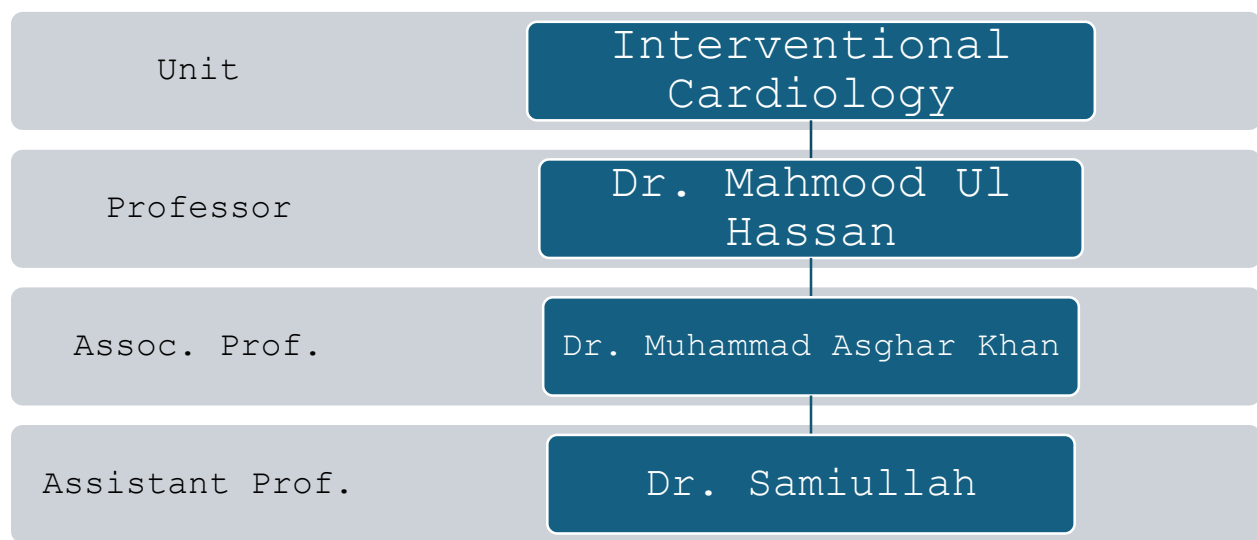 Unit
Interventional
Cardiology
Professor
Dr. Mahmood Ul
Hassan
Assoc. Prof.
Dr. Muhammad Asghar Khan
Assistant Prof.
Dr. Samiullah